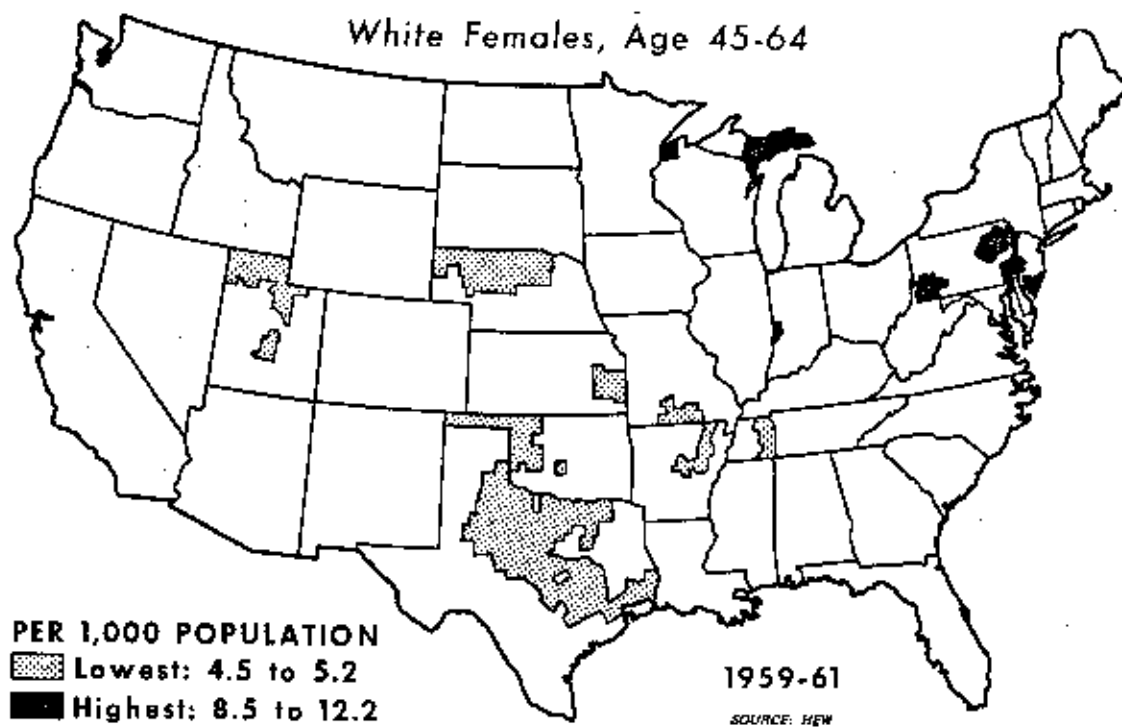 White Females, Age 45-64
PER 1,000 POPULATION
Lowest: 4.5 to 5.2
Highest: 8.5 to 12.2
1959-61
SOURCE: HEW